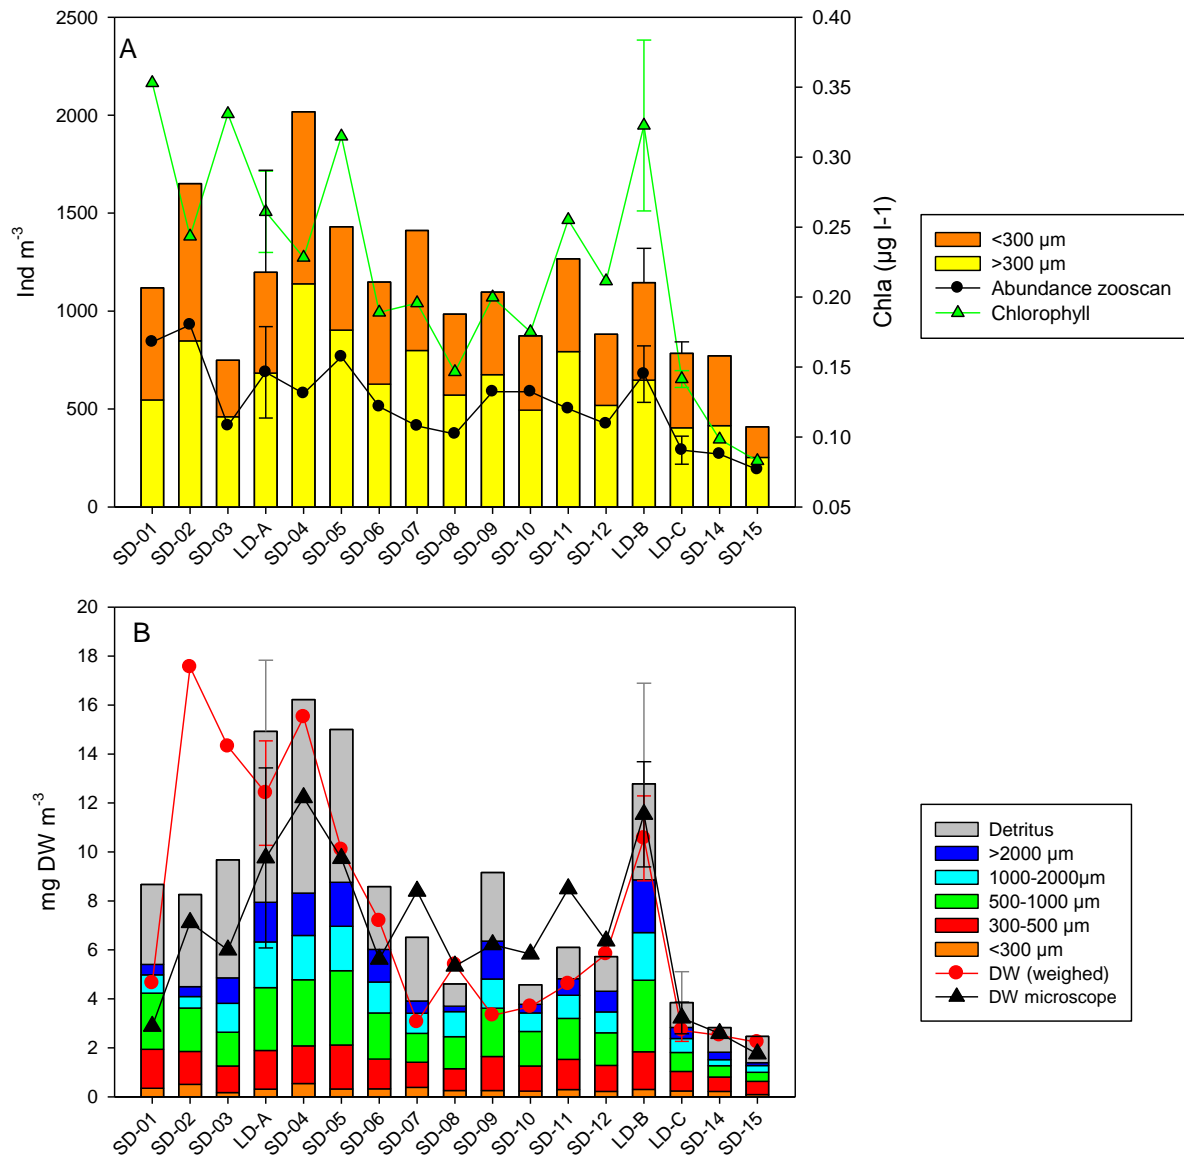 A
2500
2000
1500
1000
500
0
Ind m-3
0.40
0.35
0.30
0.25
0.20
0.15
0.10
0.05
Chla (µg l-1)
SD-01
SD-02
SD-03
LD-A
SD-04
SD-05
SD-06
SD-07
SD-08
SD-09
SD-10
SD-11
SD-12
LD-B
LD-C
SD-14
SD-15
<300 µm
>300 µm
Abundance zooscan
Chlorophyll
B
20
18
16
14
12
10
8
6
4
2
0
mg DW m-3
SD-01
SD-02
SD-03
LD-A
SD-04
SD-05
SD-06
SD-07
SD-08
SD-09
SD-10
SD-11
SD-12
LD-B
LD-C
SD-14
SD-15
Detritus
>2000 µm
1000-2000µm
500-1000 µm
300-500 µm
<300 µm
DW (weighed)
DW microscope